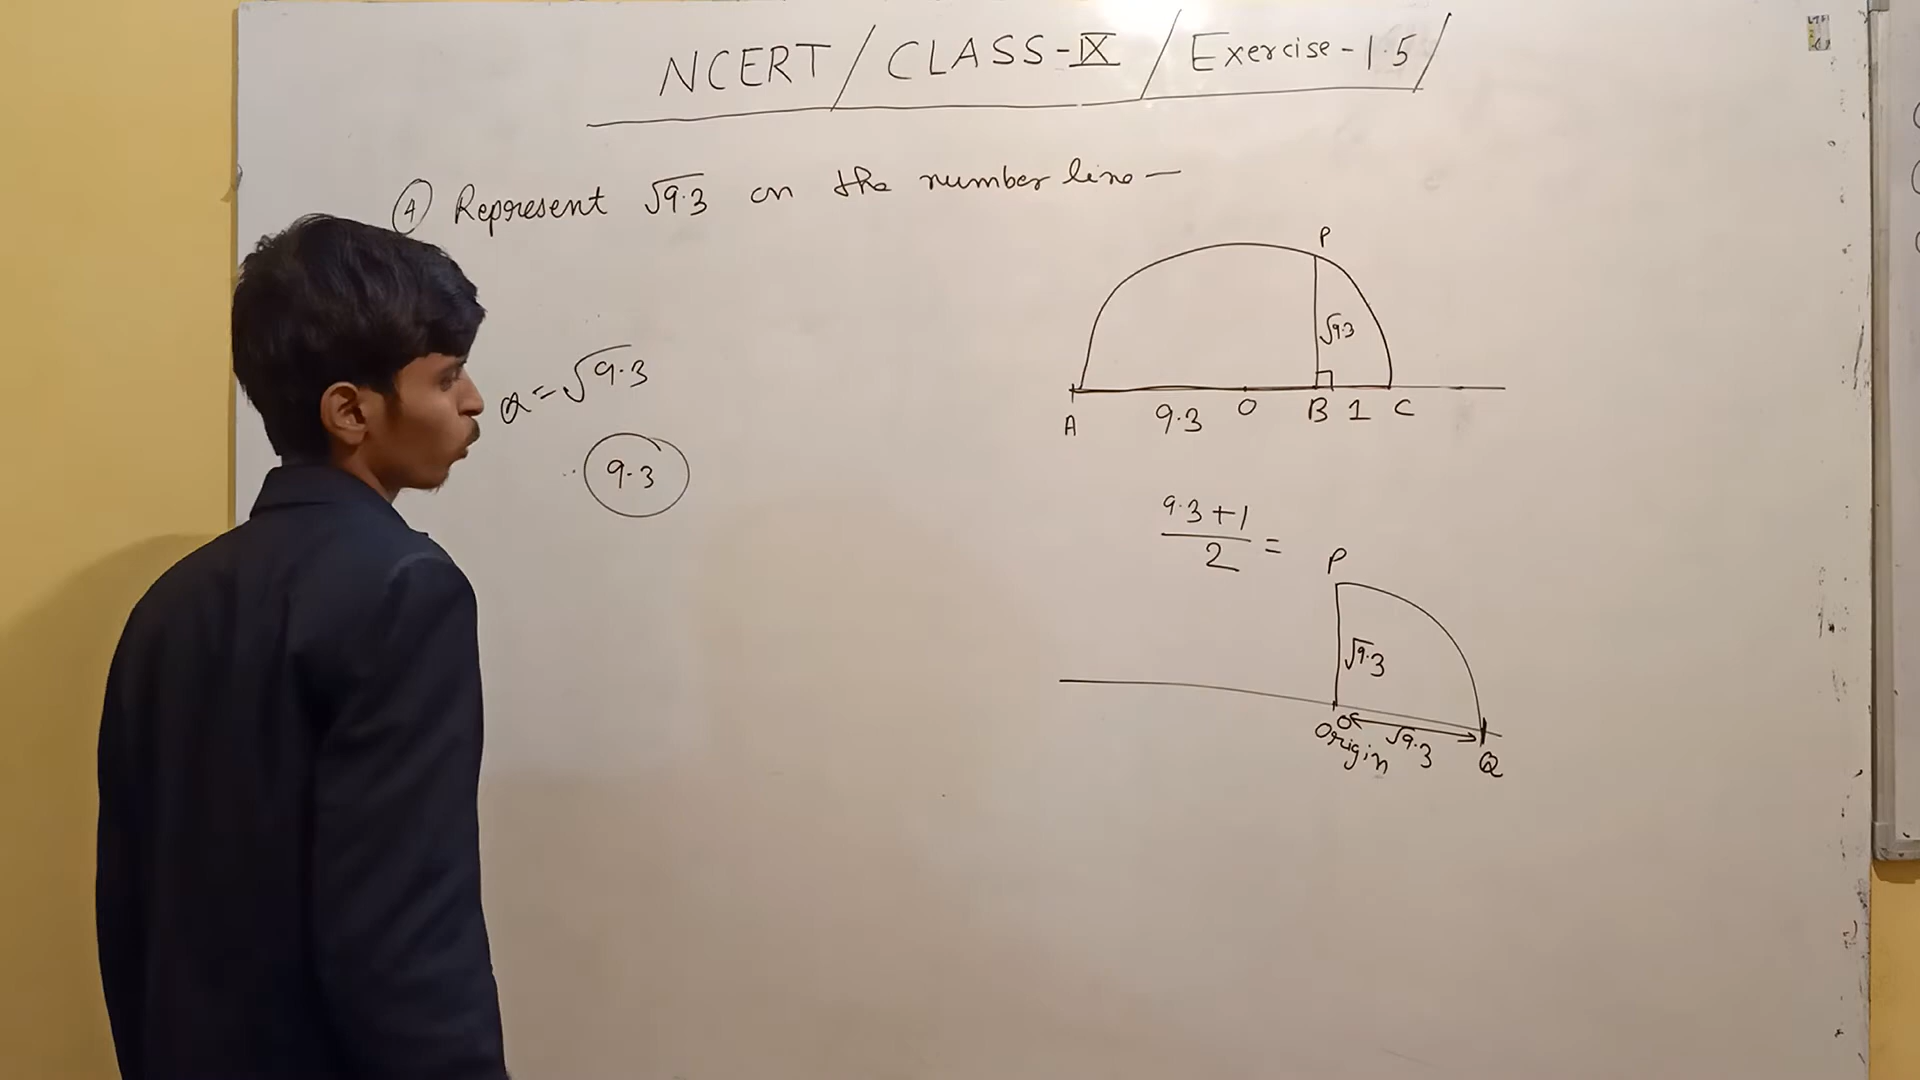 NCERT / CLASS-IX / Exercise-1.5 /
④ Represent √9.3 on the number line —
P
√9.3
A 9.3 O B 1 C
a = √9.3
9.3
9.3+1
2 =
P
√9.3
O √9.3 Q
Origin